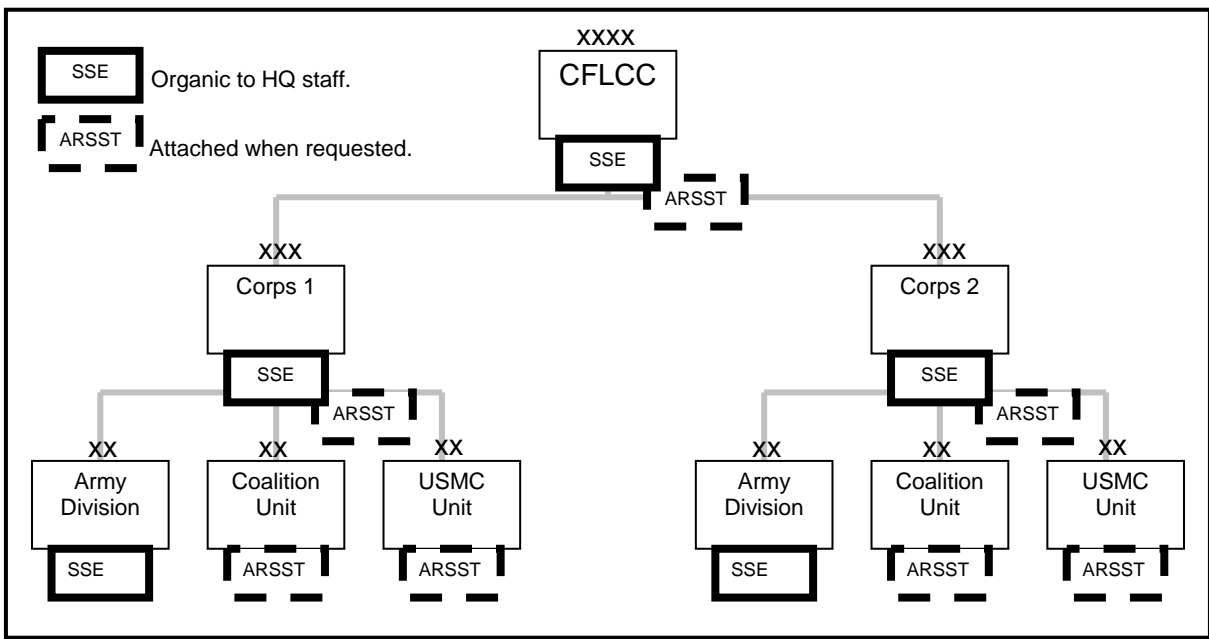 SSE
Organic to HQ staff.
ARSST
Attached when requested.
XXXX
CFLCC
SSE
ARSST
XXX
Corps 1
SSE
ARSST
XXX
Corps 2
SSE
ARSST
XX
Army
Division
SSE
XX
Coalition
Unit
ARSST
XX
USMC
Unit
ARSST
XX
Army
Division
SSE
XX
Coalition
Unit
ARSST
XX
USMC
Unit
ARSST